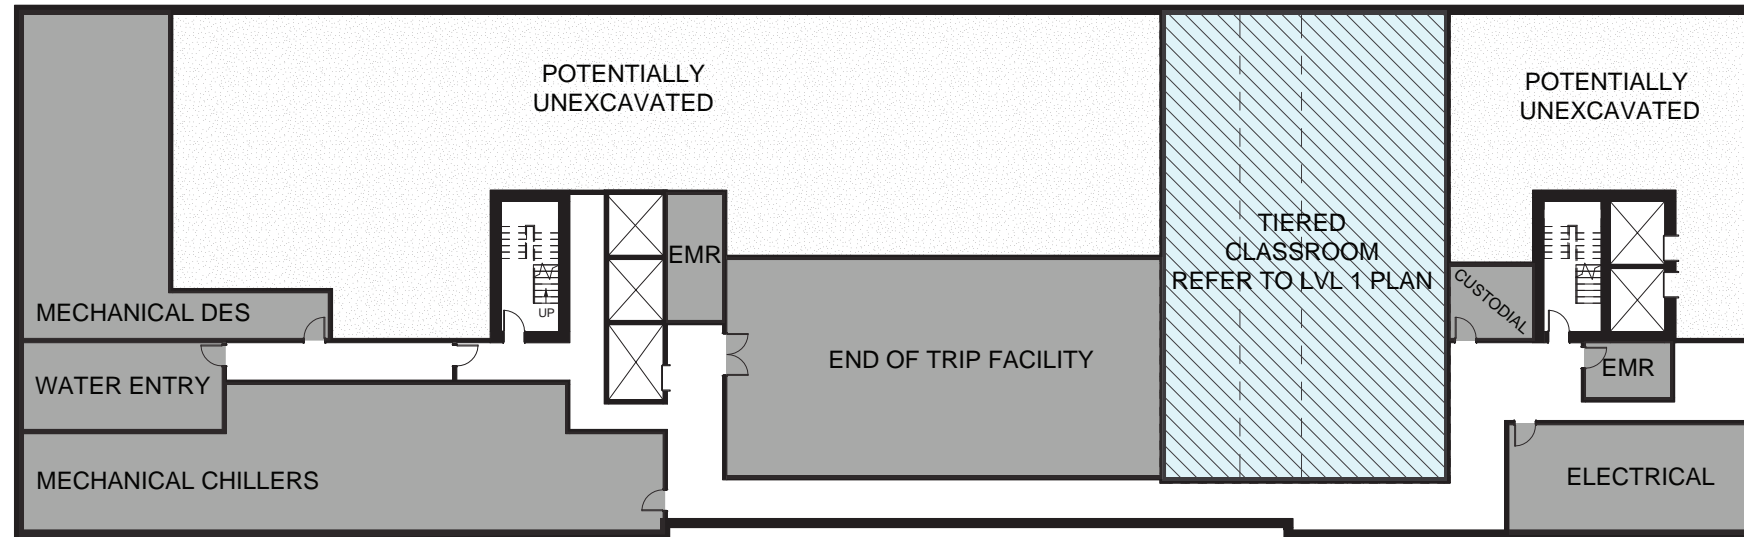 POTENTIALLY
UNEXCAVATED
POTENTIALLY
UNEXCAVATED
TIERED
CLASSROOM
REFER TO LVL 1 PLAN
EMR
CUSTODIAL
MECHANICAL DES
UP
END OF TRIP FACILITY
EMR
WATER ENTRY
MECHANICAL CHILLERS
ELECTRICAL